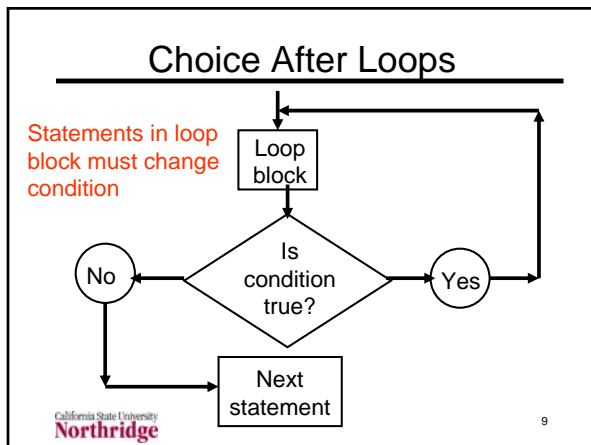 Choice After Loops
Statements in loop
block must change
condition
Loop
block
Is
condition
true?
No
Yes
Next
statement
California State University
Northridge
9